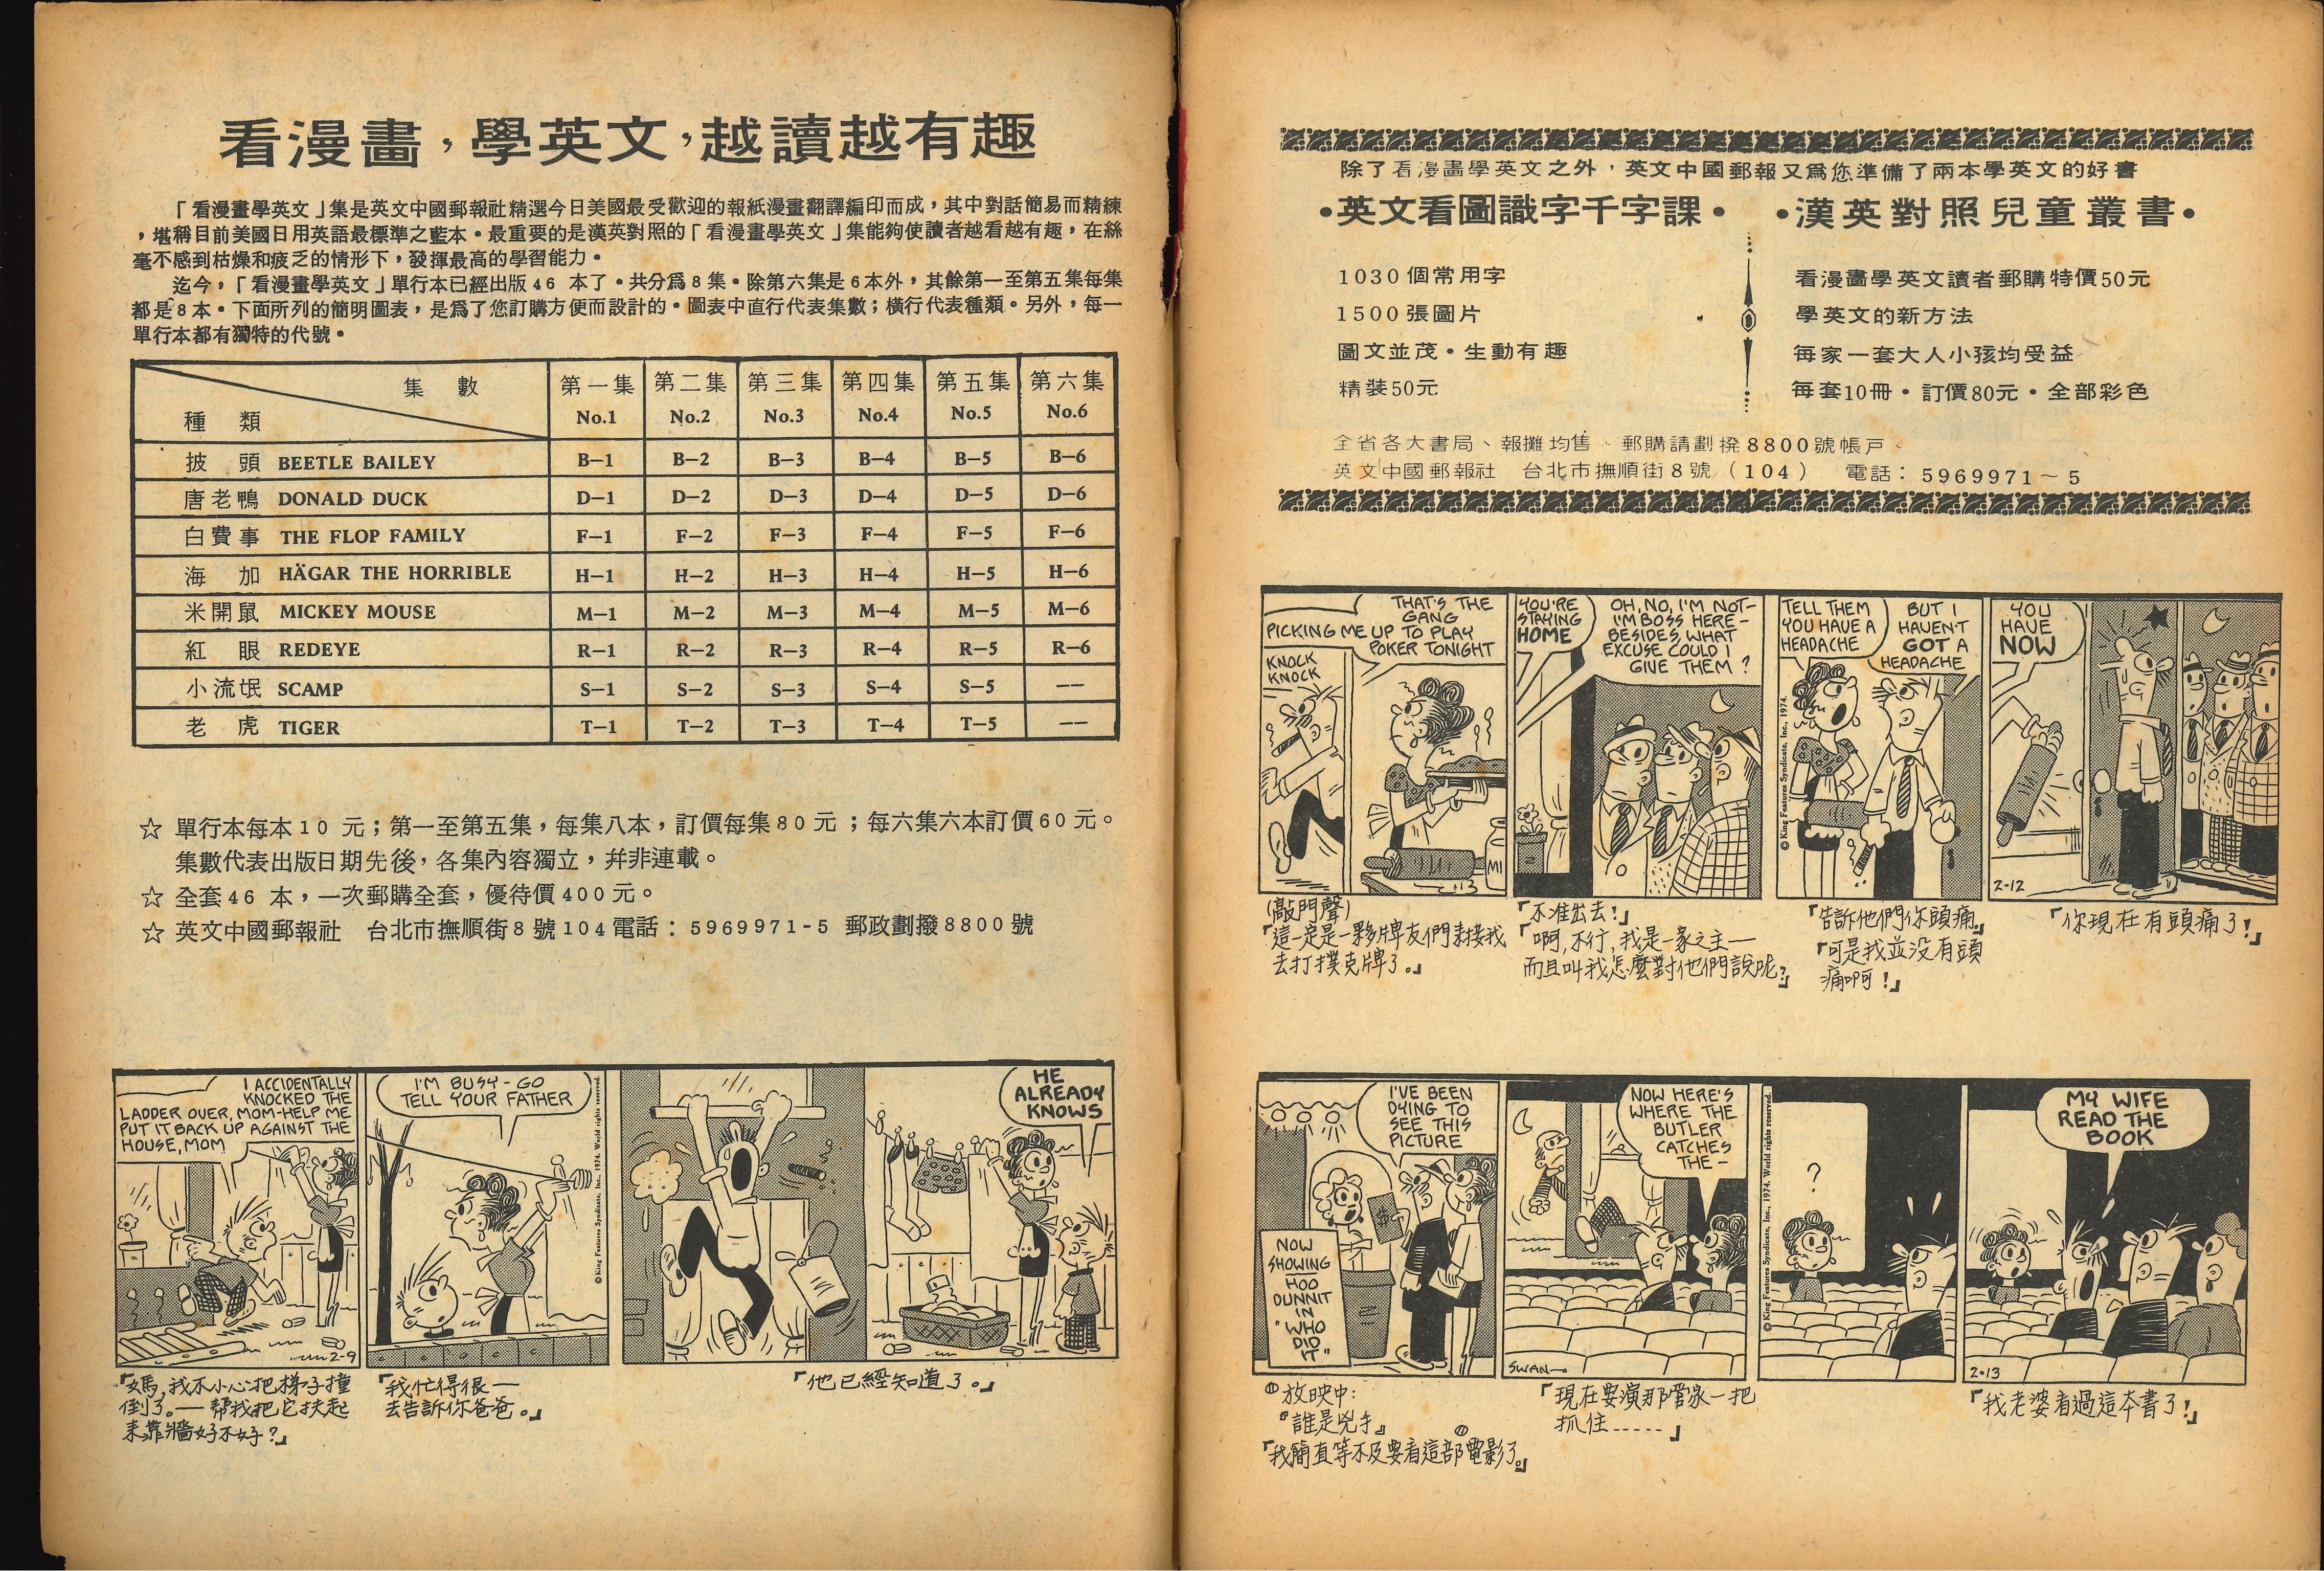 看漫畫，學英文，越讀越有趣
「看漫畫學英文」集是英文中國郵報社精選今日美國最受歡迎的報紙漫畫翻譯編印而成，其中對話簡易而精練
，堪稱目前美國日用英語最標準之藍本。最重要的是漢英對照的「看漫畫學英文」集能夠使讀者越看越有趣，在絲
毫不感到枯燥和疲乏的情形下，發揮最高的學習能力。
迄今，「看漫畫學英文」單行本已經出版46 本了。共分爲8集。除第六集是6本外，其餘第一至第五集每集
都是8本。下面所列的簡明圖表，是爲了您訂購方便而設計的。圖表中直行代表集數；橫行代表種類。另外，每一
單行本都有獨特的代號。
集 數 第一集 第二集 第三集 第四集 第五集 第六集
種 類 No.1 No.2 No.3 No.4 No.5 No.6
披 頭 BEETLE BAILEY B—1 B—2 B—3 B—4 B—5 B—6
唐老鴨 DONALD DUCK D—1 D—2 D—3 D—4 D—5 D—6
白費事 THE FLOP FAMILY F—1 F—2 F—3 F—4 F—5 F—6
海 加 HÄGAR THE HORRIBLE H—1 H—2 H—3 H—4 H—5 H—6
米開鼠 MICKEY MOUSE M—1 M—2 M—3 M—4 M—5 M—6
紅 眼 REDEYE R—1 R—2 R—3 R—4 R—5 R—6
小流氓 SCAMP S—1 S—2 S—3 S—4 S—5 ——
老 虎 TIGER T—1 T—2 T—3 T—4 T—5 ——
☆ 單行本每本10 元；第一至第五集，每集八本，訂價每集80元；每六集六本訂價60元。
集數代表出版日期先後，各集內容獨立，并非連載。
☆ 全套46 本，一次郵購全套，優待價400元。
☆ 英文中國郵報社 台北市撫順街8號104電話：5969971-5 郵政劃撥8800號
I ACCIDENTALLY
KNOCKED THE
LADDER OVER, MOM-HELP ME
PUT IT BACK UP AGAINST THE
HOUSE, MOM
2-9
I'M BUSY - GO
TELL YOUR FATHER
© King Features Syndicate, Inc., 1974. World rights reserved.
HE
ALREADY
KNOWS
「媽，我不小心把梯子撞
倒了。— 幫我把它扶起
來靠牆好不好？」
「我忙得很—
去告訴你爸爸。」
「他已經知道了。」
除了看漫畫學英文之外，英文中國郵報又爲您準備了兩本學英文的好書
•英文看圖識字千字課•
1030個常用字
1500張圖片
圖文並茂•生動有趣
精裝50元
•漢英對照兒童叢書•
看漫畫學英文讀者郵購特價50元
學英文的新方法
每家一套大人小孩均受益
每套10冊•訂價80元•全部彩色
全省各大書局、報攤均售、郵購請劃撥8800號帳戶。
英文中國郵報社 台北市撫順街8號（104） 電話：5969971～5
THAT'S THE
GANG
PICKING ME UP TO PLAY
POKER TONIGHT
KNOCK
KNOCK
MI
YOU'RE
STAYING
HOME
OH, NO, I'M NOT-
I'M BOSS HERE-
BESIDES, WHAT
EXCUSE COULD I
GIVE THEM?
TELL THEM
YOU HAVE A
HEADACHE
BUT I
HAVEN'T
GOT A
HEADACHE
© King Features Syndicate, Inc., 1974.
YOU
HAVE
NOW
2-12
(敲門聲)
「這一定是一夥牌友們來接我
去打撲克牌了。」
「不准出去！」
「啊，不行，我是一家之主—
而且叫我怎麼對他們說呢？」
「告訴他們你頭痛」
「可是我並没有頭
痛啊！」
「你現在有頭痛了！」
I'VE BEEN
DYING TO
SEE THIS
PICTURE
$
NOW
SHOWING
HOO
DUNNIT
IN
"WHO
DID
IT"
NOW HERE'S
WHERE THE
BUTLER
CATCHES
THE-
SWAN
© King Features Syndicate, Inc., 1974. World rights reserved.
?
MY WIFE
READ THE
BOOK
2-13
① 放映中：
『誰是兇手』
②
「我簡直等不及要看這部電影了。」
「現在要演那管家一把
抓住-----」
「我老婆看過這本書了！」